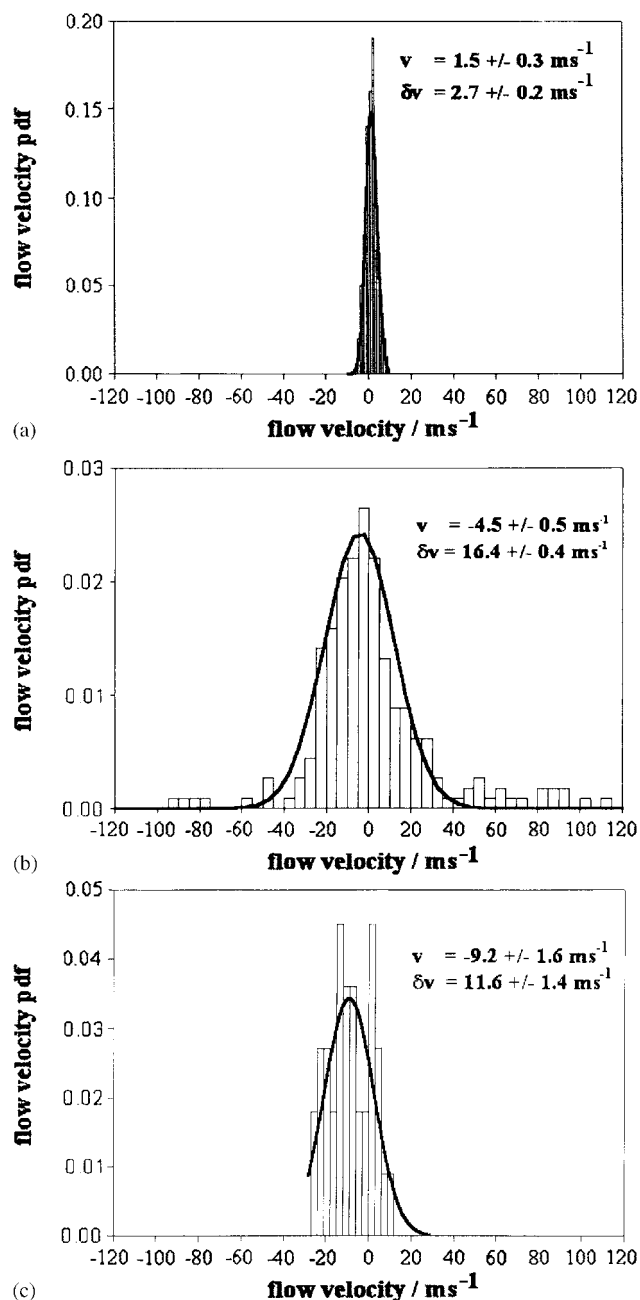 0.20
v = 1.5 +/- 0.3 ms⁻¹
δv = 2.7 +/- 0.2 ms⁻¹
0.15
flow velocity pdf
0.10
0.05
0.00
-120 -100 -80 -60 -40 -20 0 20 40 60 80 100 120
(a) flow velocity / ms⁻¹
0.03
v = -4.5 +/- 0.5 ms⁻¹
δv = 16.4 +/- 0.4 ms⁻¹
0.02
flow velocity pdf
0.01
0.00
-120 -100 -80 -60 -40 -20 0 20 40 60 80 100 120
(b) flow velocity / ms⁻¹
0.05
v = -9.2 +/- 1.6 ms⁻¹
δv = 11.6 +/- 1.4 ms⁻¹
0.04
flow velocity pdf
0.03
0.02
0.01
0.00
-120 -100 -80 -60 -40 -20 0 20 40 60 80 100 120
(c) flow velocity / ms⁻¹